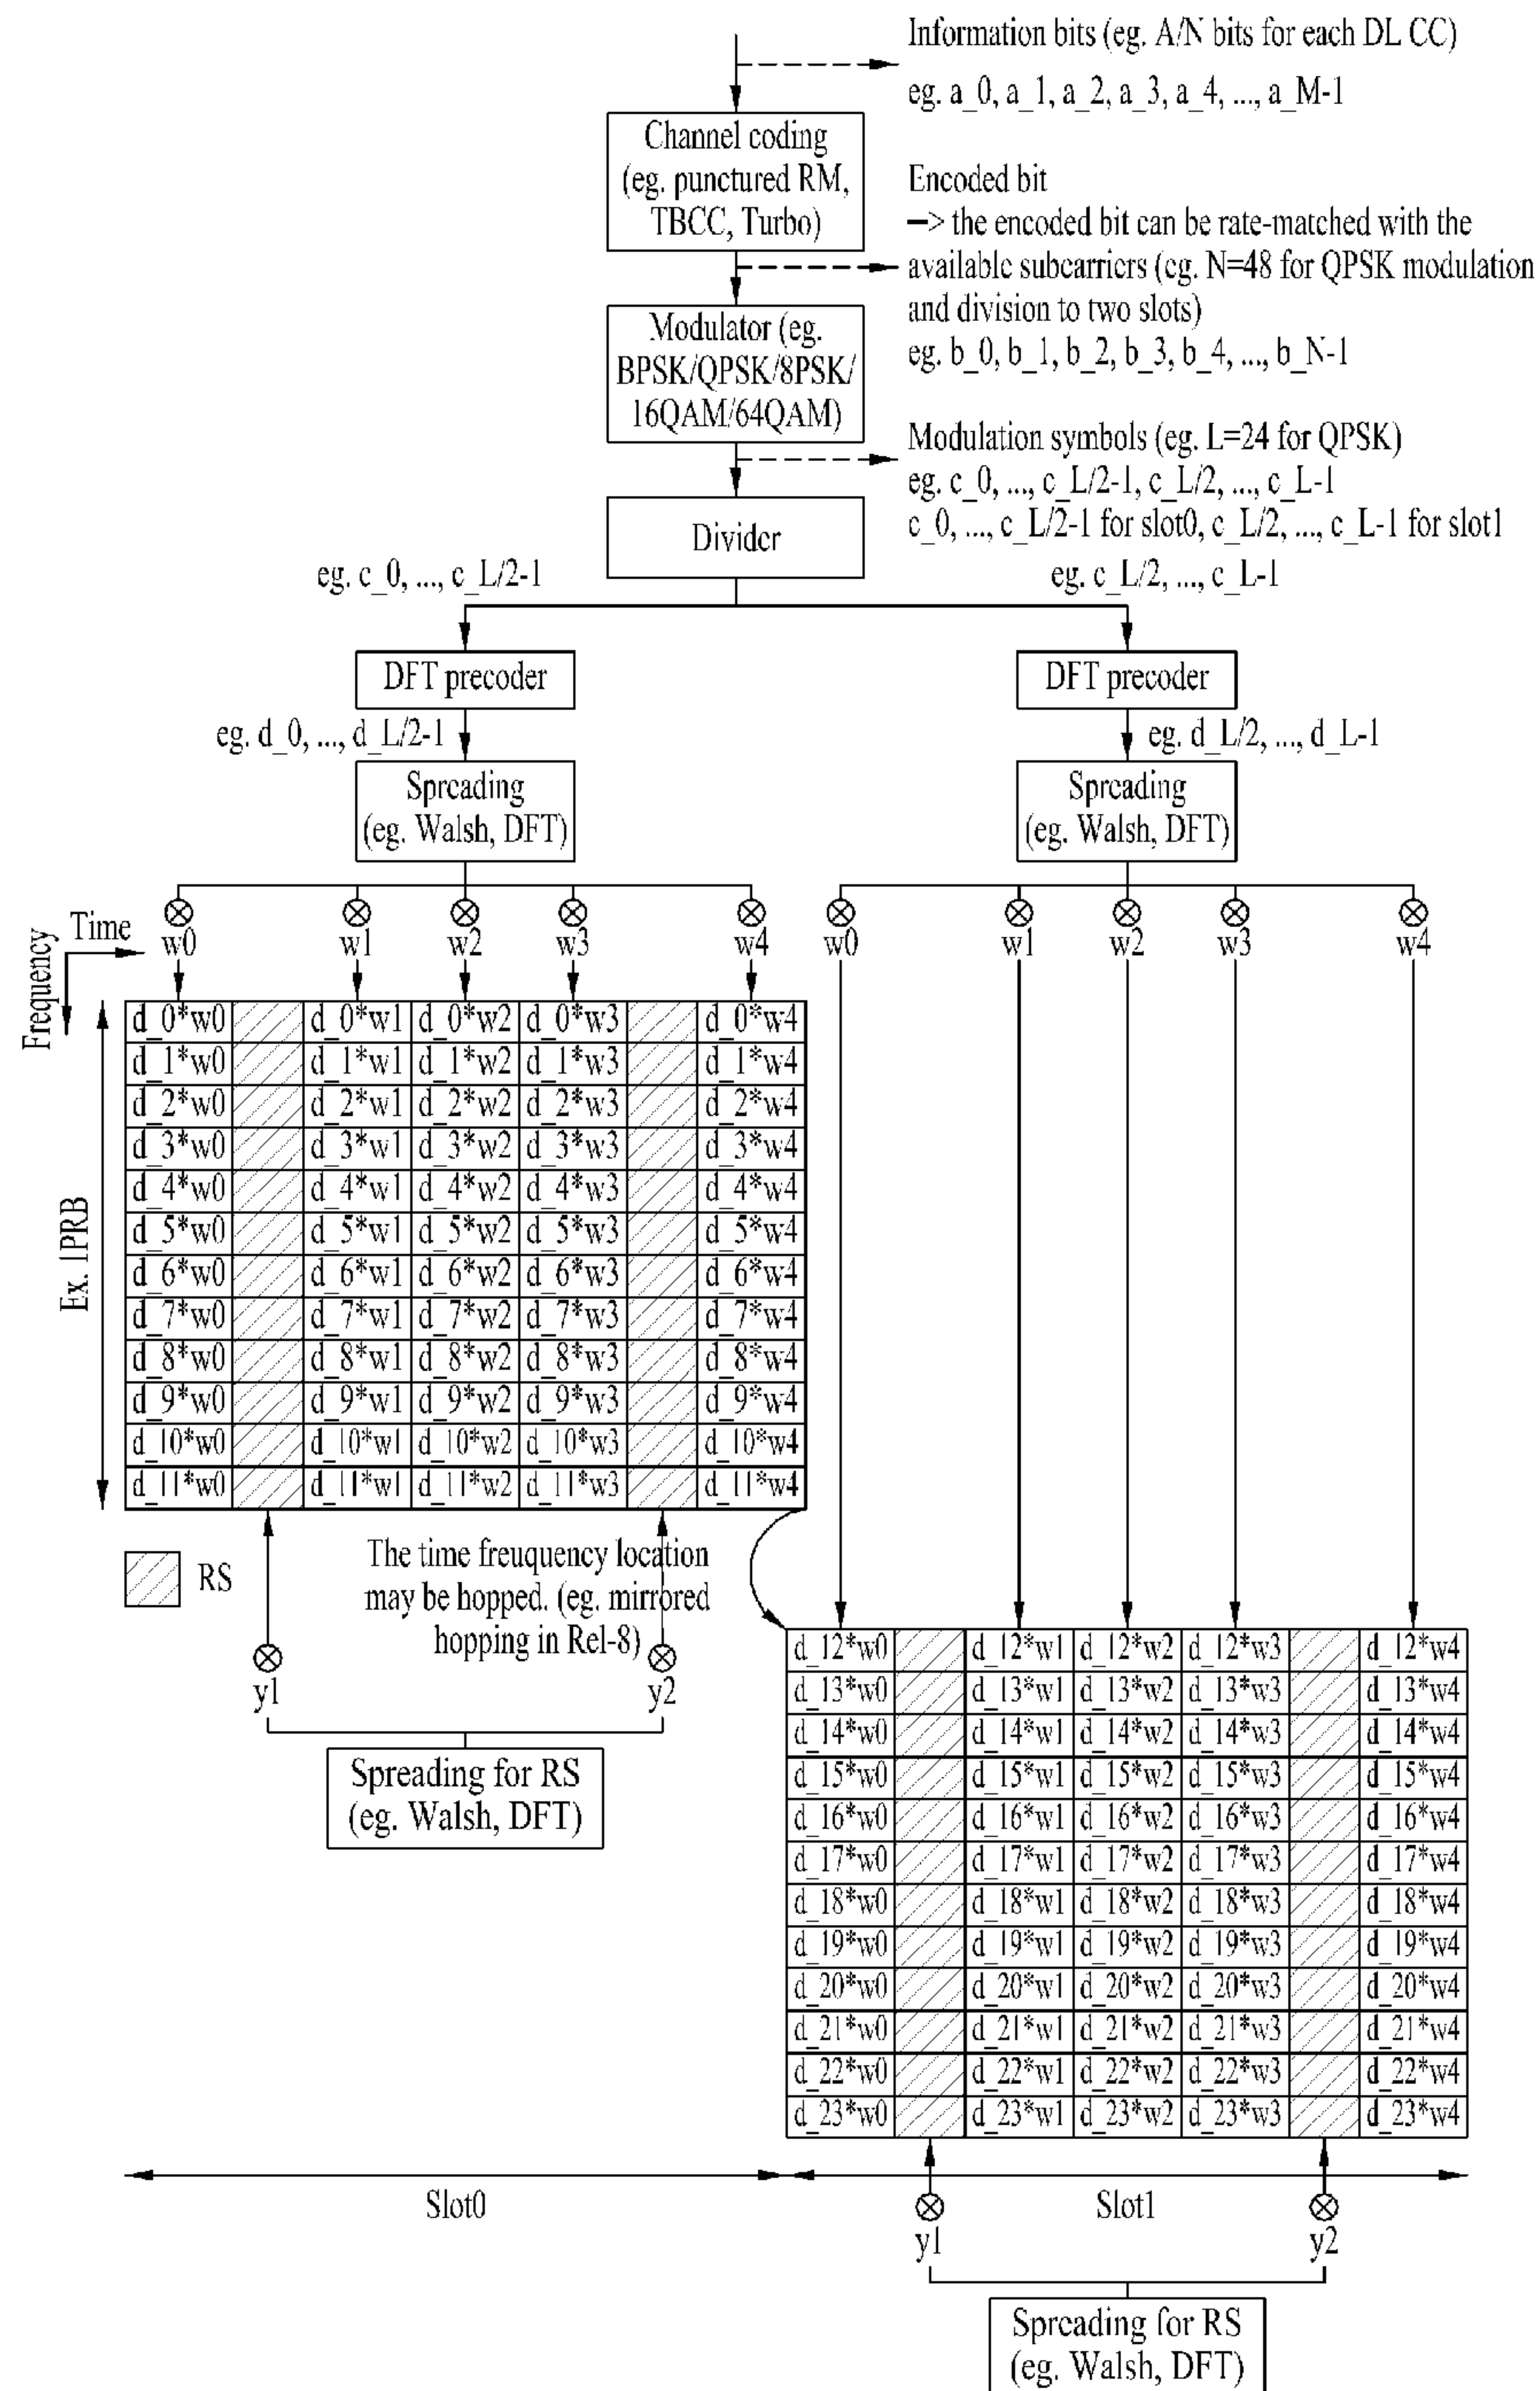 Information bits (eg. A/N bits for each DL CC)
eg. a_0, a_1, a_2, a_3, a_4, ..., a_M-1
Channel coding
(eg. punctured RM,
TBCC, Turbo)
Encoded bit
—> the encoded bit can be rate-matched with the
available subcarriers (eg. N=48 for QPSK modulation
and division to two slots)
eg. b_0, b_1, b_2, b_3, b_4, ..., b_N-1
Modulator (eg.
BPSK/QPSK/8PSK/
16QAM/64QAM)
Modulation symbols (eg. L=24 for QPSK)
eg. c_0, ..., c_L/2-1, c_L/2, ..., c_L-1
c_0, ..., c_L/2-1 for slot0, c_L/2, ..., c_L-1 for slot1
Divider
eg. c_0, ..., c_L/2-1
eg. c_L/2, ..., c_L-1
DFT precoder
DFT precoder
eg. d_0, ..., d_L/2-1
eg. d_L/2, ..., d_L-1
Spreading
(eg. Walsh, DFT)
Spreading
(eg. Walsh, DFT)
Time
Frequency
w0 w1 w2 w3 w4 w0 w1 w2 w3 w4
Ex. 1PRB
d_0*w0 d_0*w1 d_0*w2 d_0*w3 d_0*w4
d_1*w0 d_1*w1 d_1*w2 d_1*w3 d_1*w4
d_2*w0 d_2*w1 d_2*w2 d_2*w3 d_2*w4
d_3*w0 d_3*w1 d_3*w2 d_3*w3 d_3*w4
d_4*w0 d_4*w1 d_4*w2 d_4*w3 d_4*w4
d_5*w0 d_5*w1 d_5*w2 d_5*w3 d_5*w4
d_6*w0 d_6*w1 d_6*w2 d_6*w3 d_6*w4
d_7*w0 d_7*w1 d_7*w2 d_7*w3 d_7*w4
d_8*w0 d_8*w1 d_8*w2 d_8*w3 d_8*w4
d_9*w0 d_9*w1 d_9*w2 d_9*w3 d_9*w4
d_10*w0 d_10*w1 d_10*w2 d_10*w3 d_10*w4
d_11*w0 d_11*w1 d_11*w2 d_11*w3 d_11*w4
RS
The time freuquency location
may be hopped. (eg. mirrored
hopping in Rel-8)
y1 y2
Spreading for RS
(eg. Walsh, DFT)
d_12*w0 d_12*w1 d_12*w2 d_12*w3 d_12*w4
d_13*w0 d_13*w1 d_13*w2 d_13*w3 d_13*w4
d_14*w0 d_14*w1 d_14*w2 d_14*w3 d_14*w4
d_15*w0 d_15*w1 d_15*w2 d_15*w3 d_15*w4
d_16*w0 d_16*w1 d_16*w2 d_16*w3 d_16*w4
d_17*w0 d_17*w1 d_17*w2 d_17*w3 d_17*w4
d_18*w0 d_18*w1 d_18*w2 d_18*w3 d_18*w4
d_19*w0 d_19*w1 d_19*w2 d_19*w3 d_19*w4
d_20*w0 d_20*w1 d_20*w2 d_20*w3 d_20*w4
d_21*w0 d_21*w1 d_21*w2 d_21*w3 d_21*w4
d_22*w0 d_22*w1 d_22*w2 d_22*w3 d_22*w4
d_23*w0 d_23*w1 d_23*w2 d_23*w3 d_23*w4
Slot0 Slot1
y1 y2
Spreading for RS
(eg. Walsh, DFT)